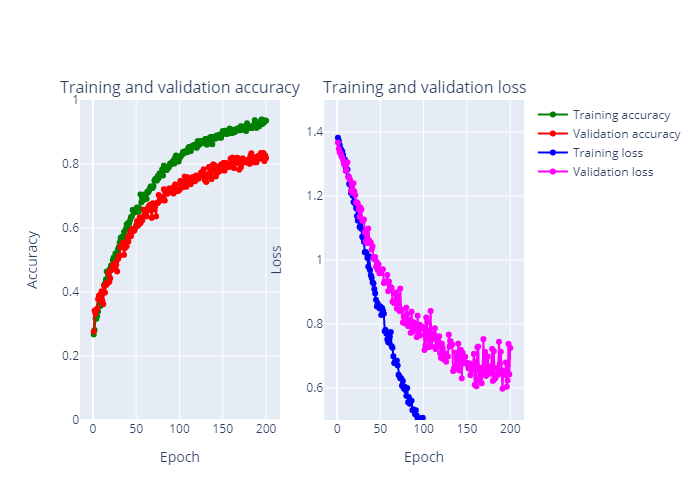 Training and validation accuracy
Training and validation loss
1
0.8
0.6
0.4
0.2
0
Accuracy
0 50 100 150 200
Epoch
1.4
1.2
1
0.8
0.6
Loss
0 50 100 150 200
Epoch
Training accuracy
Validation accuracy
Training loss
Validation loss